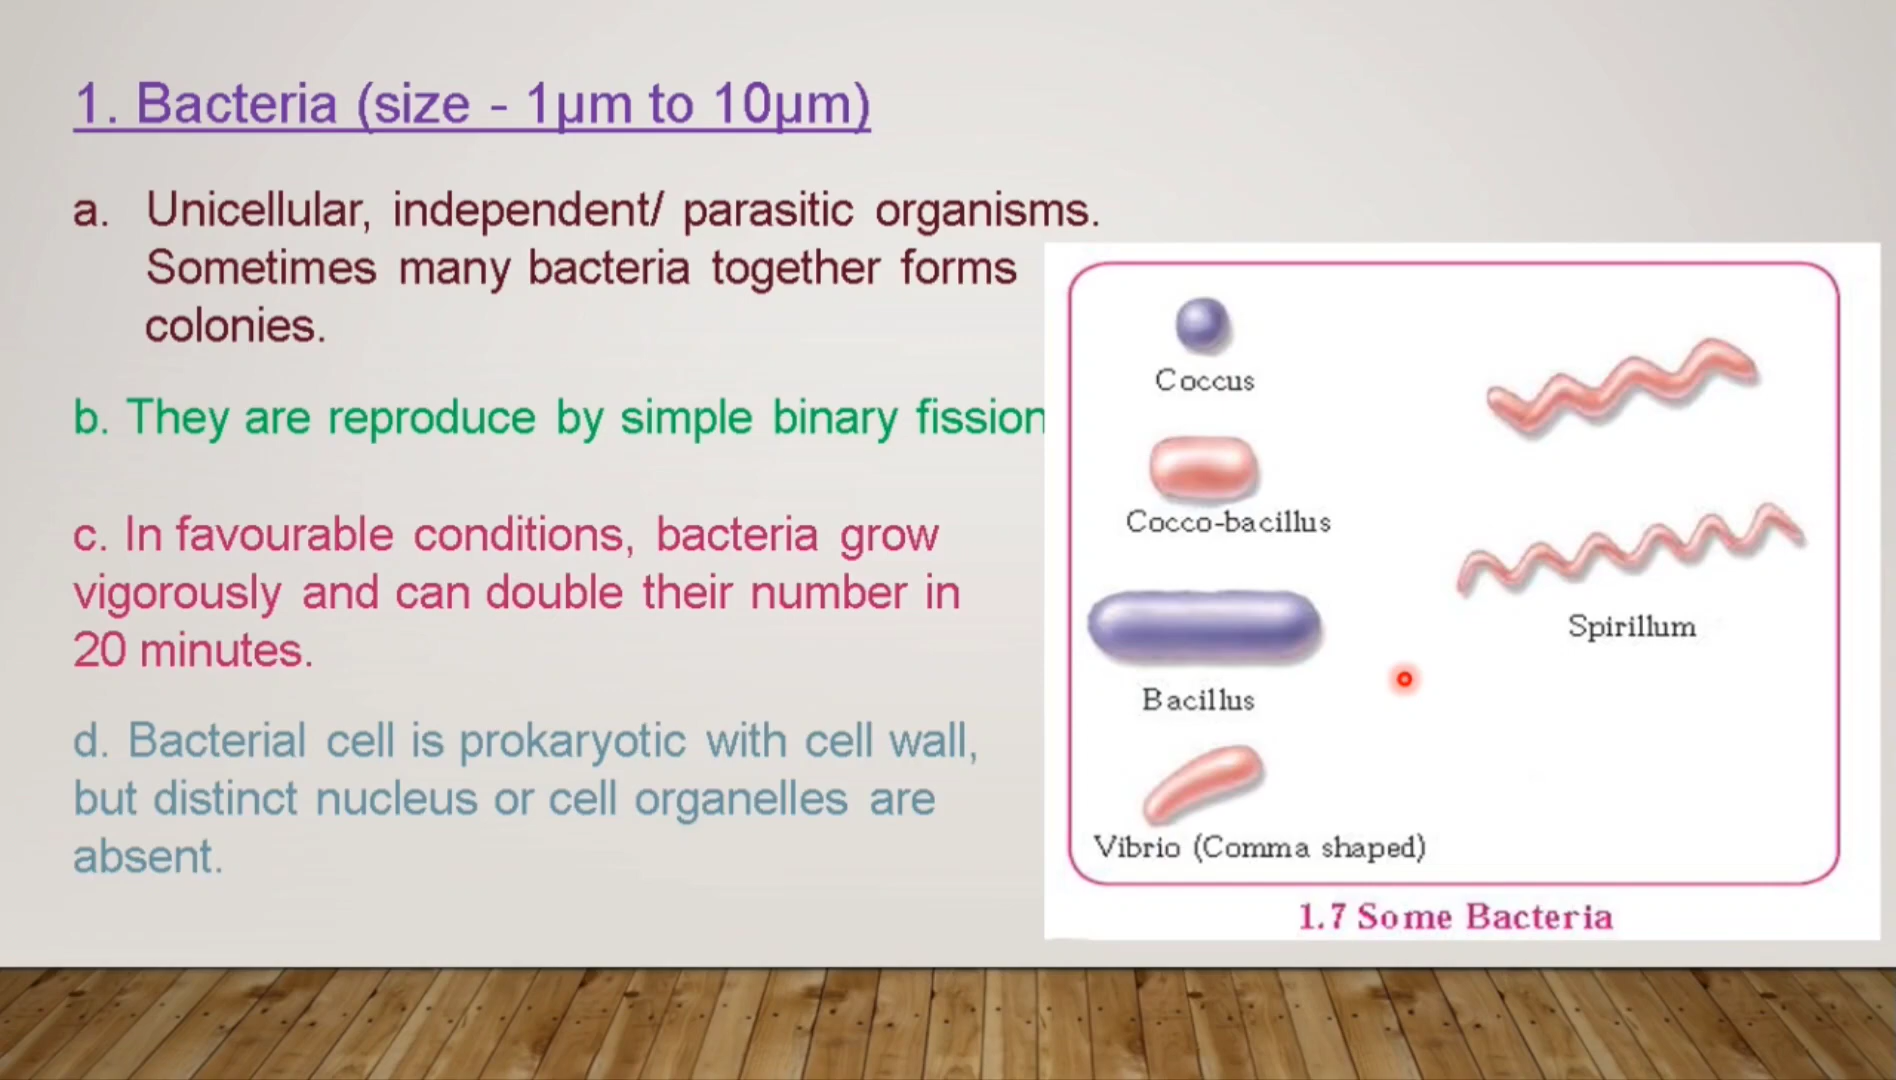 1. Bacteria (size - 1µm to 10µm)
a. Unicellular, independent/ parasitic organisms.
Sometimes many bacteria together forms
colonies.
b. They are reproduce by simple binary fission
c. In favourable conditions, bacteria grow
vigorously and can double their number in
20 minutes.
d. Bacterial cell is prokaryotic with cell wall,
but distinct nucleus or cell organelles are
absent.
Coccus
Cocco-bacillus
Bacillus
Vibrio (Comma shaped)
Spirillum
1.7 Some Bacteria